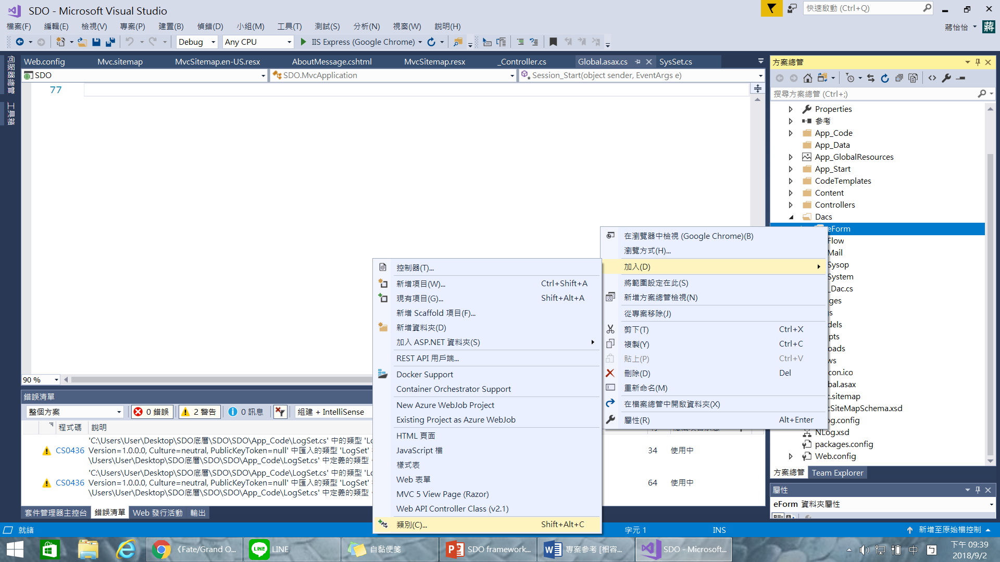 SDO - Microsoft Visual Studio
快速啟動 (Ctrl+Q)
檔案(F) 編輯(E) 檢視(V) 專案(P) 建置(B) 偵錯(D) 小組(M) 工具(T) 測試(S) 分析(N) 視窗(W) 說明(H)
蔣怡怡 蔣
Debug Any CPU IIS Express (Google Chrome)
伺服器總管
工具箱
Web.config Mvc.sitemap MvcSitemap.en-US.resx AboutMessage.cshtml MvcSitemap.resx _Controller.cs Global.asax.cs SysSet.cs
SDO SDO.MvcApplication Session_Start(object sender, EventArgs e)
77
90 %
方案總管
搜尋方案總管 (Ctrl+;)
Properties
參考
App_Code
App_Data
App_GlobalResources
App_Start
CodeTemplates
Content
Controllers
Dacs
eForm
Flow
Mail
Sysop
System
_Dac.cs
ges
s
dels
pts
oads
ws
con.ico
bal.asax
c.sitemap
cSiteMapSchema.xsd
og.config
NLog.xsd
packages.config
Web.config
方案總管 Team Explorer
屬性
eForm 資料夾屬性
在瀏覽器中檢視 (Google Chrome)(B)
瀏覽方式(H)...
加入(D)
將範圍設定在此(S)
新增方案總管檢視(N)
從專案移除(J)
剪下(T) Ctrl+X
複製(Y) Ctrl+C
貼上(P) Ctrl+V
刪除(D) Del
重新命名(M)
在檔案總管中開啟資料夾(X)
屬性(R) Alt+Enter
控制器(T)...
新增項目(W)... Ctrl+Shift+A
現有項目(G)... Shift+Alt+A
新增 Scaffold 項目(F)...
新增資料夾(D)
加入 ASP.NET 資料夾(S)
REST API 用戶端...
Docker Support
Container Orchestrator Support
New Azure WebJob Project
Existing Project as Azure WebJob
HTML 頁面
JavaScript 檔
樣式表
Web 表單
MVC 5 View Page (Razor)
Web API Controller Class (v2.1)
類別(C)... Shift+Alt+C
錯誤清單
整個方案 0 錯誤 2 警告 0 訊息 組建 + IntelliSense
程式碼 說明
'C:\Users\User\Desktop\SDO底層\SDO\SDO\App_Code\LogSet.cs' 中的類型 'Lo
CS0436 Version=1.0.0.0, Culture=neutral, PublicKeyToken=null' 中匯入的類型 'LogSet' 34 使用中
\Users\User\Desktop\SDO底層\SDO\SDO\App_Code\LogSet.cs' 中定義的類型
'C:\Users\User\Desktop\SDO底層\SDO\SDO\App_Code\LogSet.cs' 中的類型 'Lo
CS0436 Version=1.0.0.0, Culture=neutral, PublicKeyToken=null' 中匯入的類型 'LogSet' 64 使用中
\Users\User\Desktop\SDO底層\SDO\SDO\App_Code\LogSet.cs' 中定義的類型
套件管理器主控台 錯誤清單 Web 發行活動 輸出
就緒 字元 1 INS 新增至原始檔控制
《Fate/Grand O... LINE 自黏便箋 SDO framework... 專案參考 [相容... SDO - Microsoft...
中 ㄅ
下午 09:39
2018/9/2